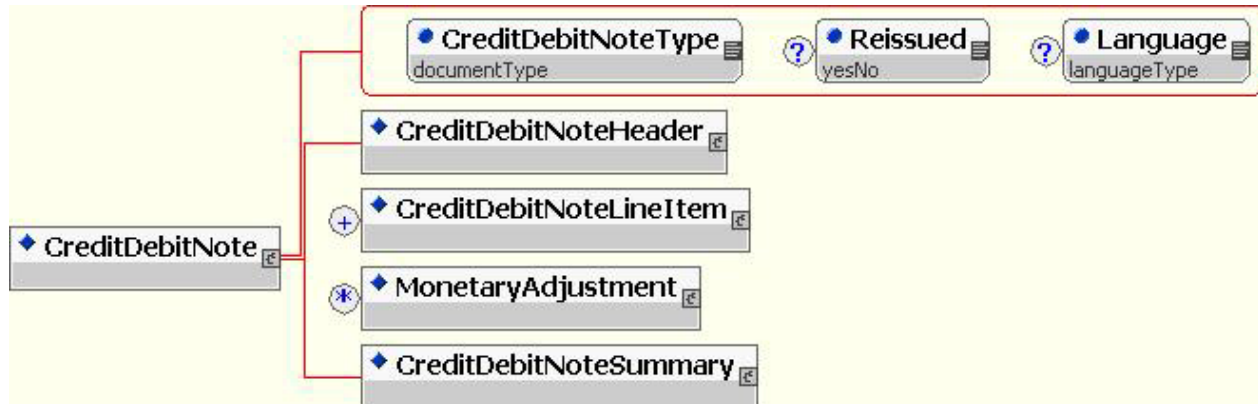 CreditDebitNoteType
documentType
?
Reissued
yesNo
?
Language
languageType
CreditDebitNoteHeader
+
CreditDebitNoteLineItem
CreditDebitNote
*
MonetaryAdjustment
CreditDebitNoteSummary